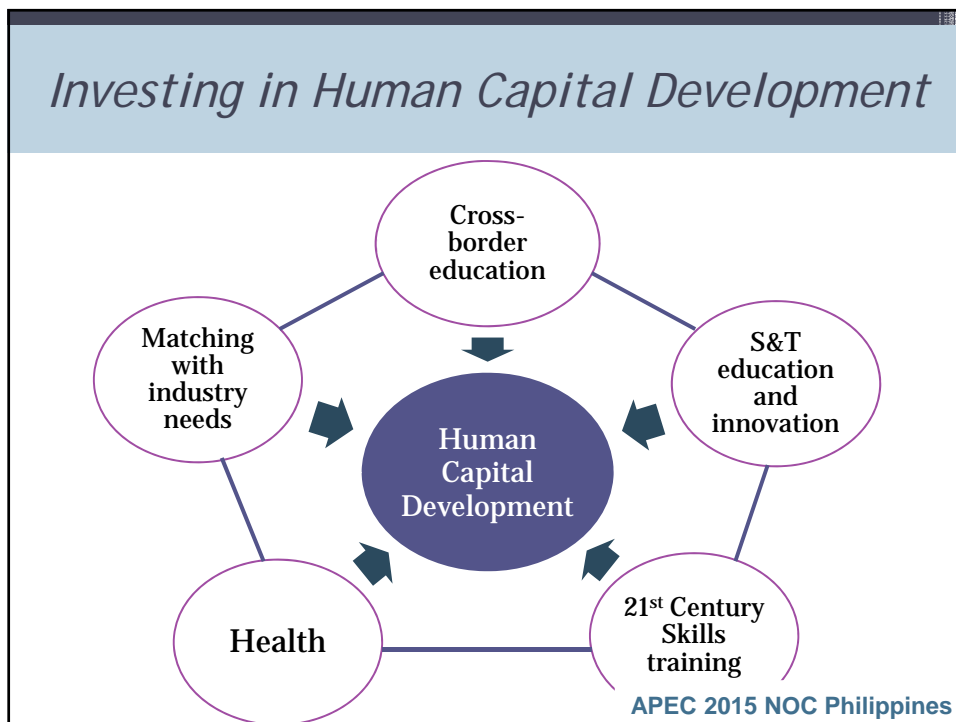 Investing in Human Capital Development
Cross-
border
education
Matching
with
industry
needs
S&T
education
and
innovation
Human
Capital
Development
Health
21st Century
Skills
training
APEC 2015 NOC Philippines